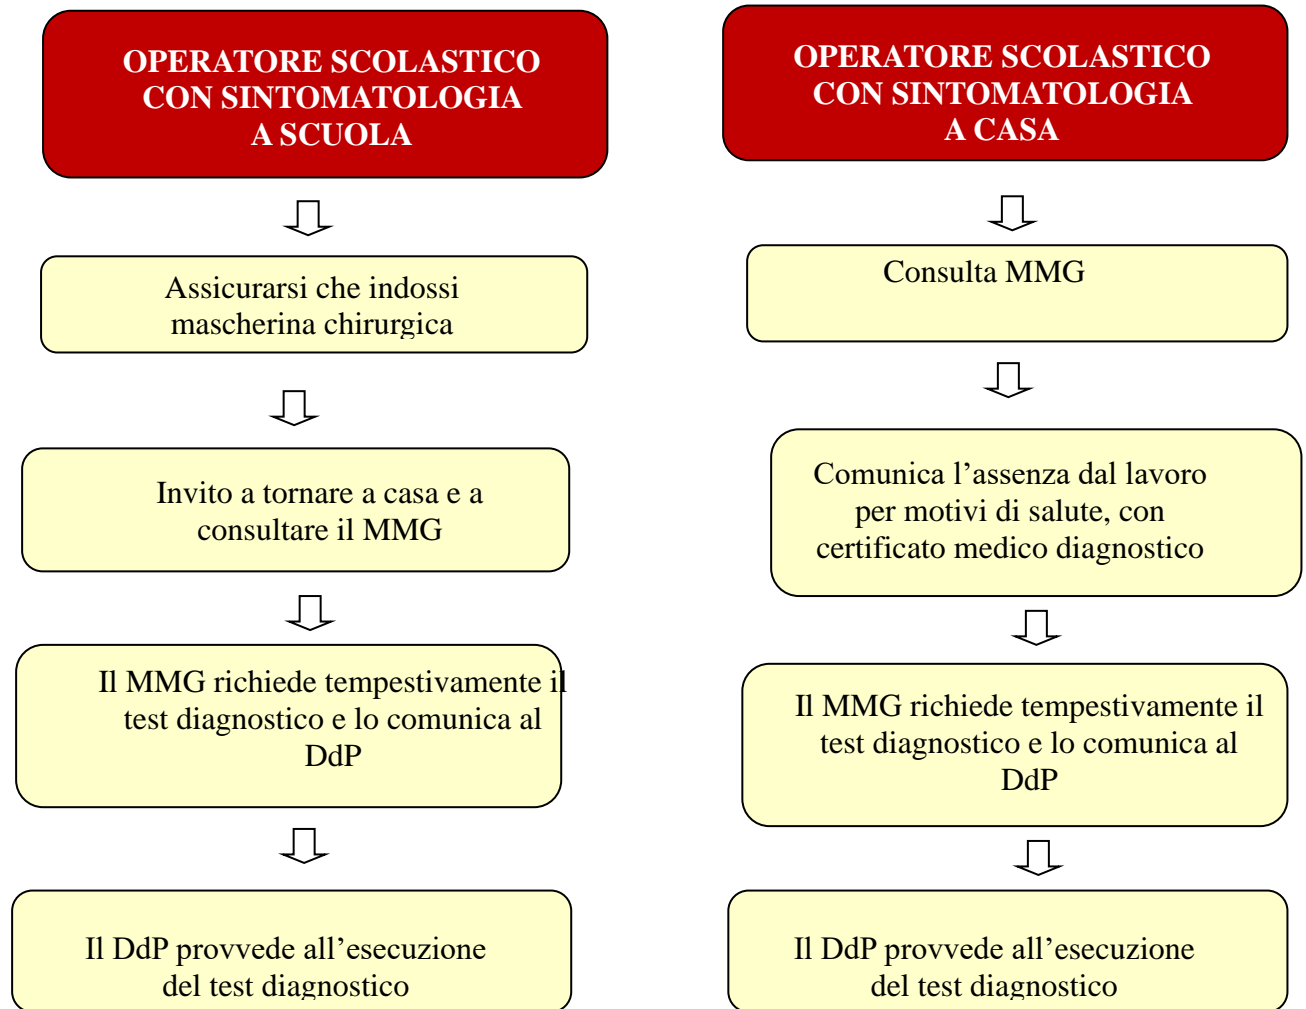 OPERATORE SCOLASTICO
CON SINTOMATOLOGIA
A SCUOLA
Assicurarsi che indossi
mascherina chirurgica
Invito a tornare a casa e a
consultare il MMG
Il MMG richiede tempestivamente il
test diagnostico e lo comunica al
DdP
Il DdP provvede all’esecuzione
del test diagnostico
OPERATORE SCOLASTICO
CON SINTOMATOLOGIA
A CASA
Consulta MMG
Comunica l’assenza dal lavoro
per motivi di salute, con
certificato medico diagnostico
Il MMG richiede tempestivamente il
test diagnostico e lo comunica al
DdP
Il DdP provvede all’esecuzione
del test diagnostico